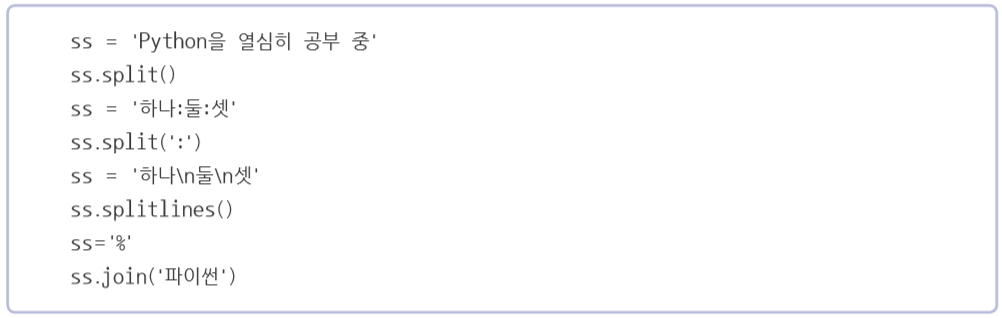 ss = 'Python을 열심히 공부 중'
ss.split()
ss = '하나:둘:셋'
ss.split(':')
ss = '하나\n둘\n셋'
ss.splitlines()
ss='%'
ss.join('파이썬')